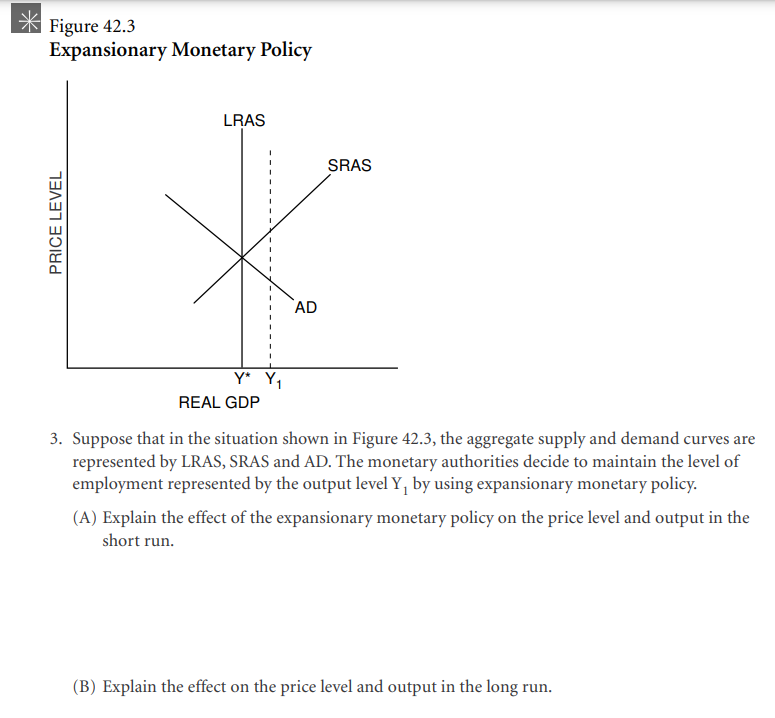 Figure 42.3
Expansionary Monetary Policy
LRAS
SRAS
PRICE LEVEL
AD
Y* Y₁
REAL GDP
3. Suppose that in the situation shown in Figure 42.3, the aggregate supply and demand curves are
represented by LRAS, SRAS and AD. The monetary authorities decide to maintain the level of
employment represented by the output level Y₁ by using expansionary monetary policy.
(A) Explain the effect of the expansionary monetary policy on the price level and output in the
short run.
(B) Explain the effect on the price level and output in the long run.